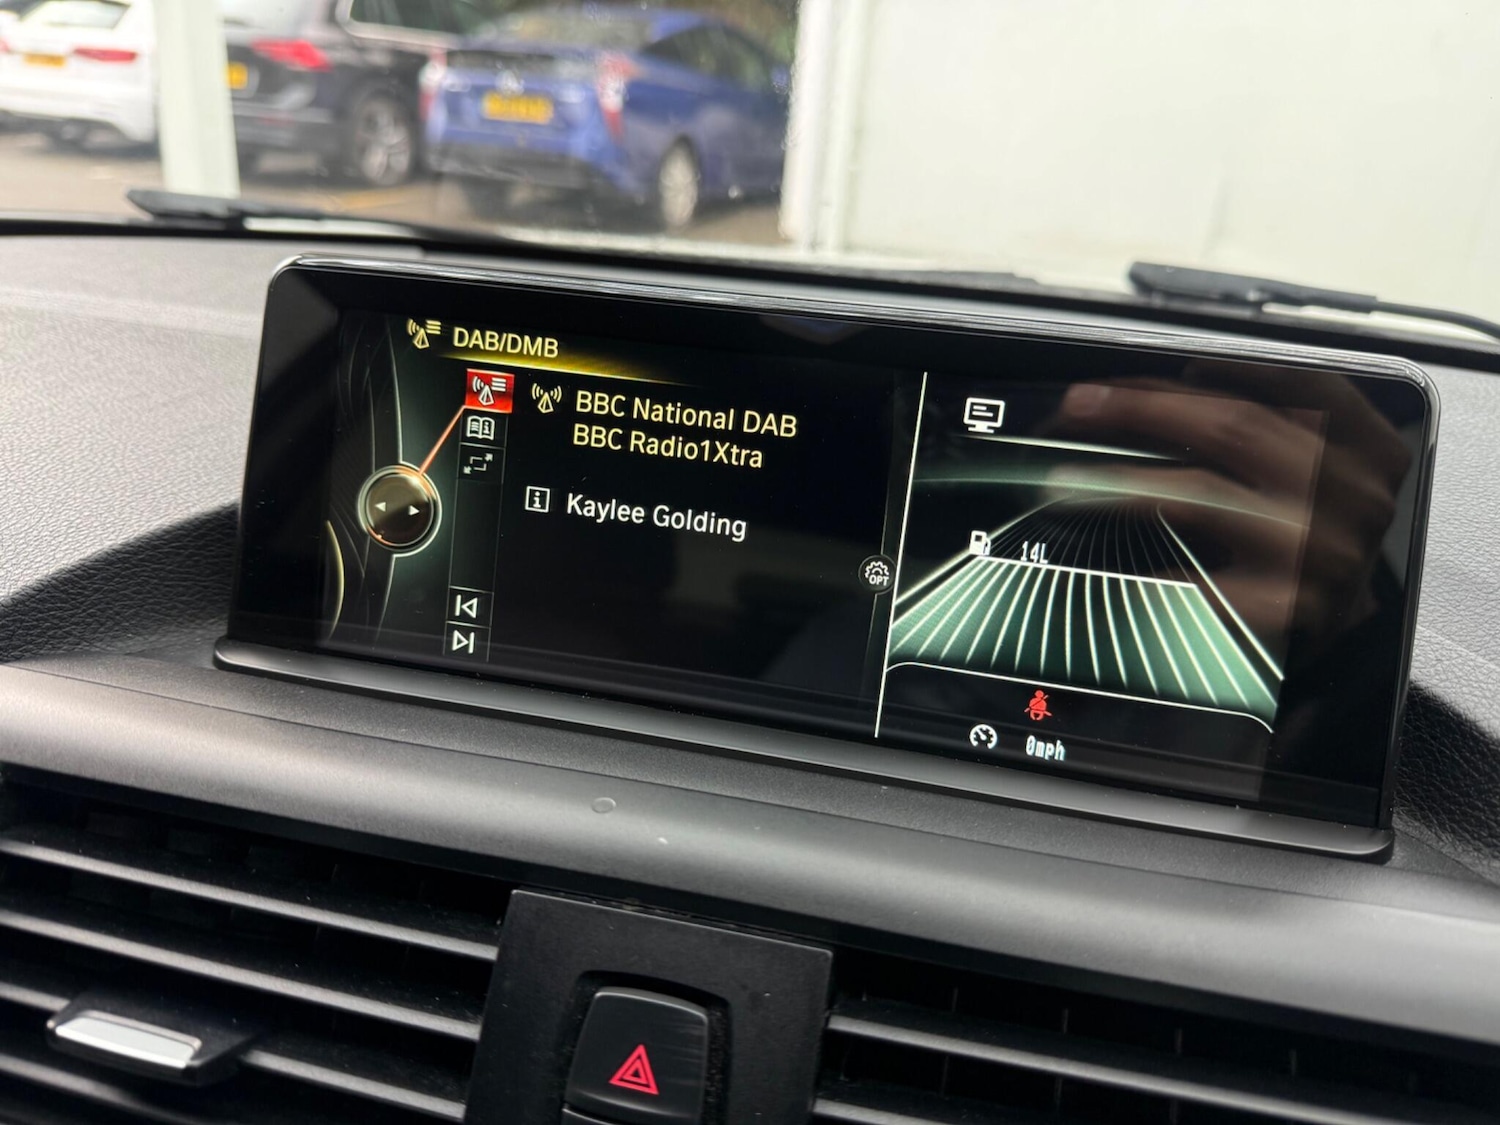 DAB/DMB
BBC National DAB
BBC Radio1Xtra
Kaylee Golding
OPT
14L
0mph